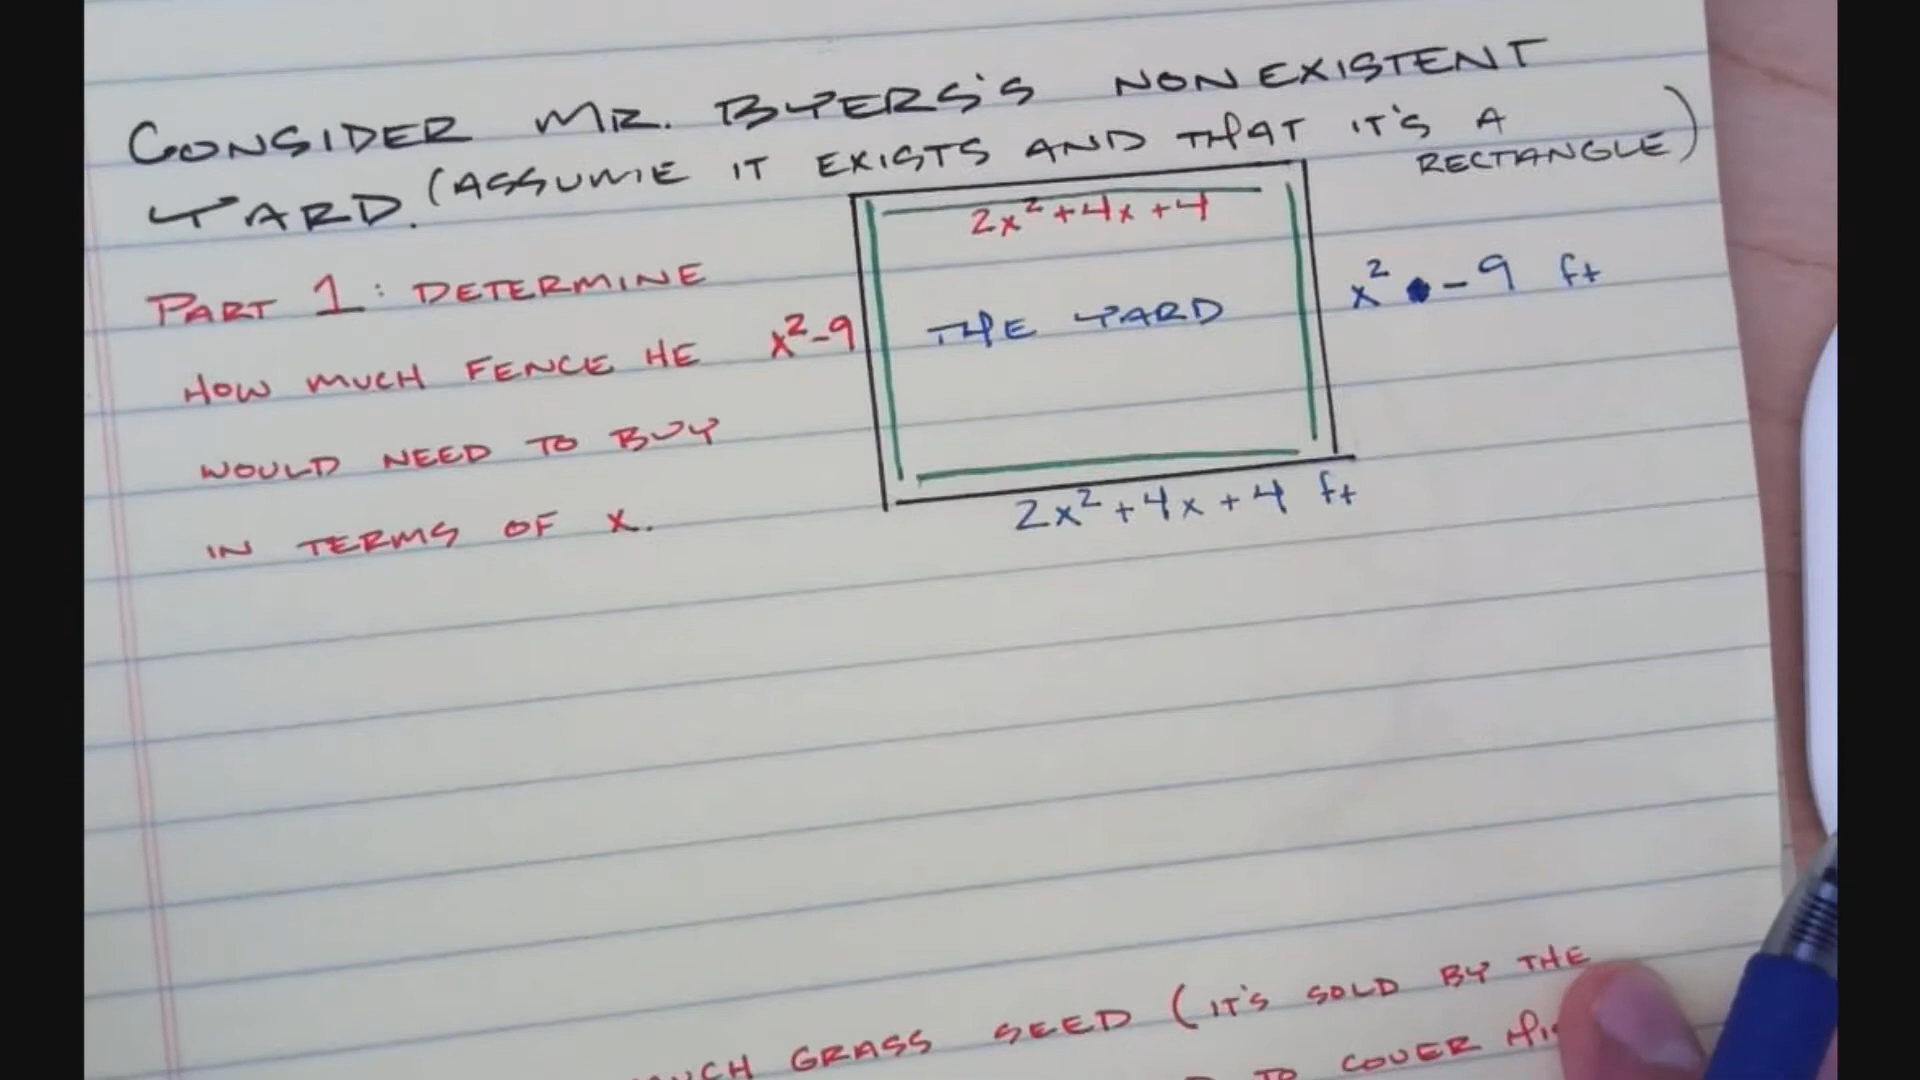 CONSIDER MR. BYERS'S NONEXISTENT
YARD. (ASSUME IT EXISTS AND THAT IT'S A
RECTANGLE)
2x²+4x+4
PART 1: DETERMINE
x²-9 ft
HOW MUCH FENCE HE
x²-9
THE YARD
WOULD NEED TO BUY
2x²+4x+4 ft
IN TERMS OF X.
GRASS SEED (IT'S SOLD BY THE
TO COVER